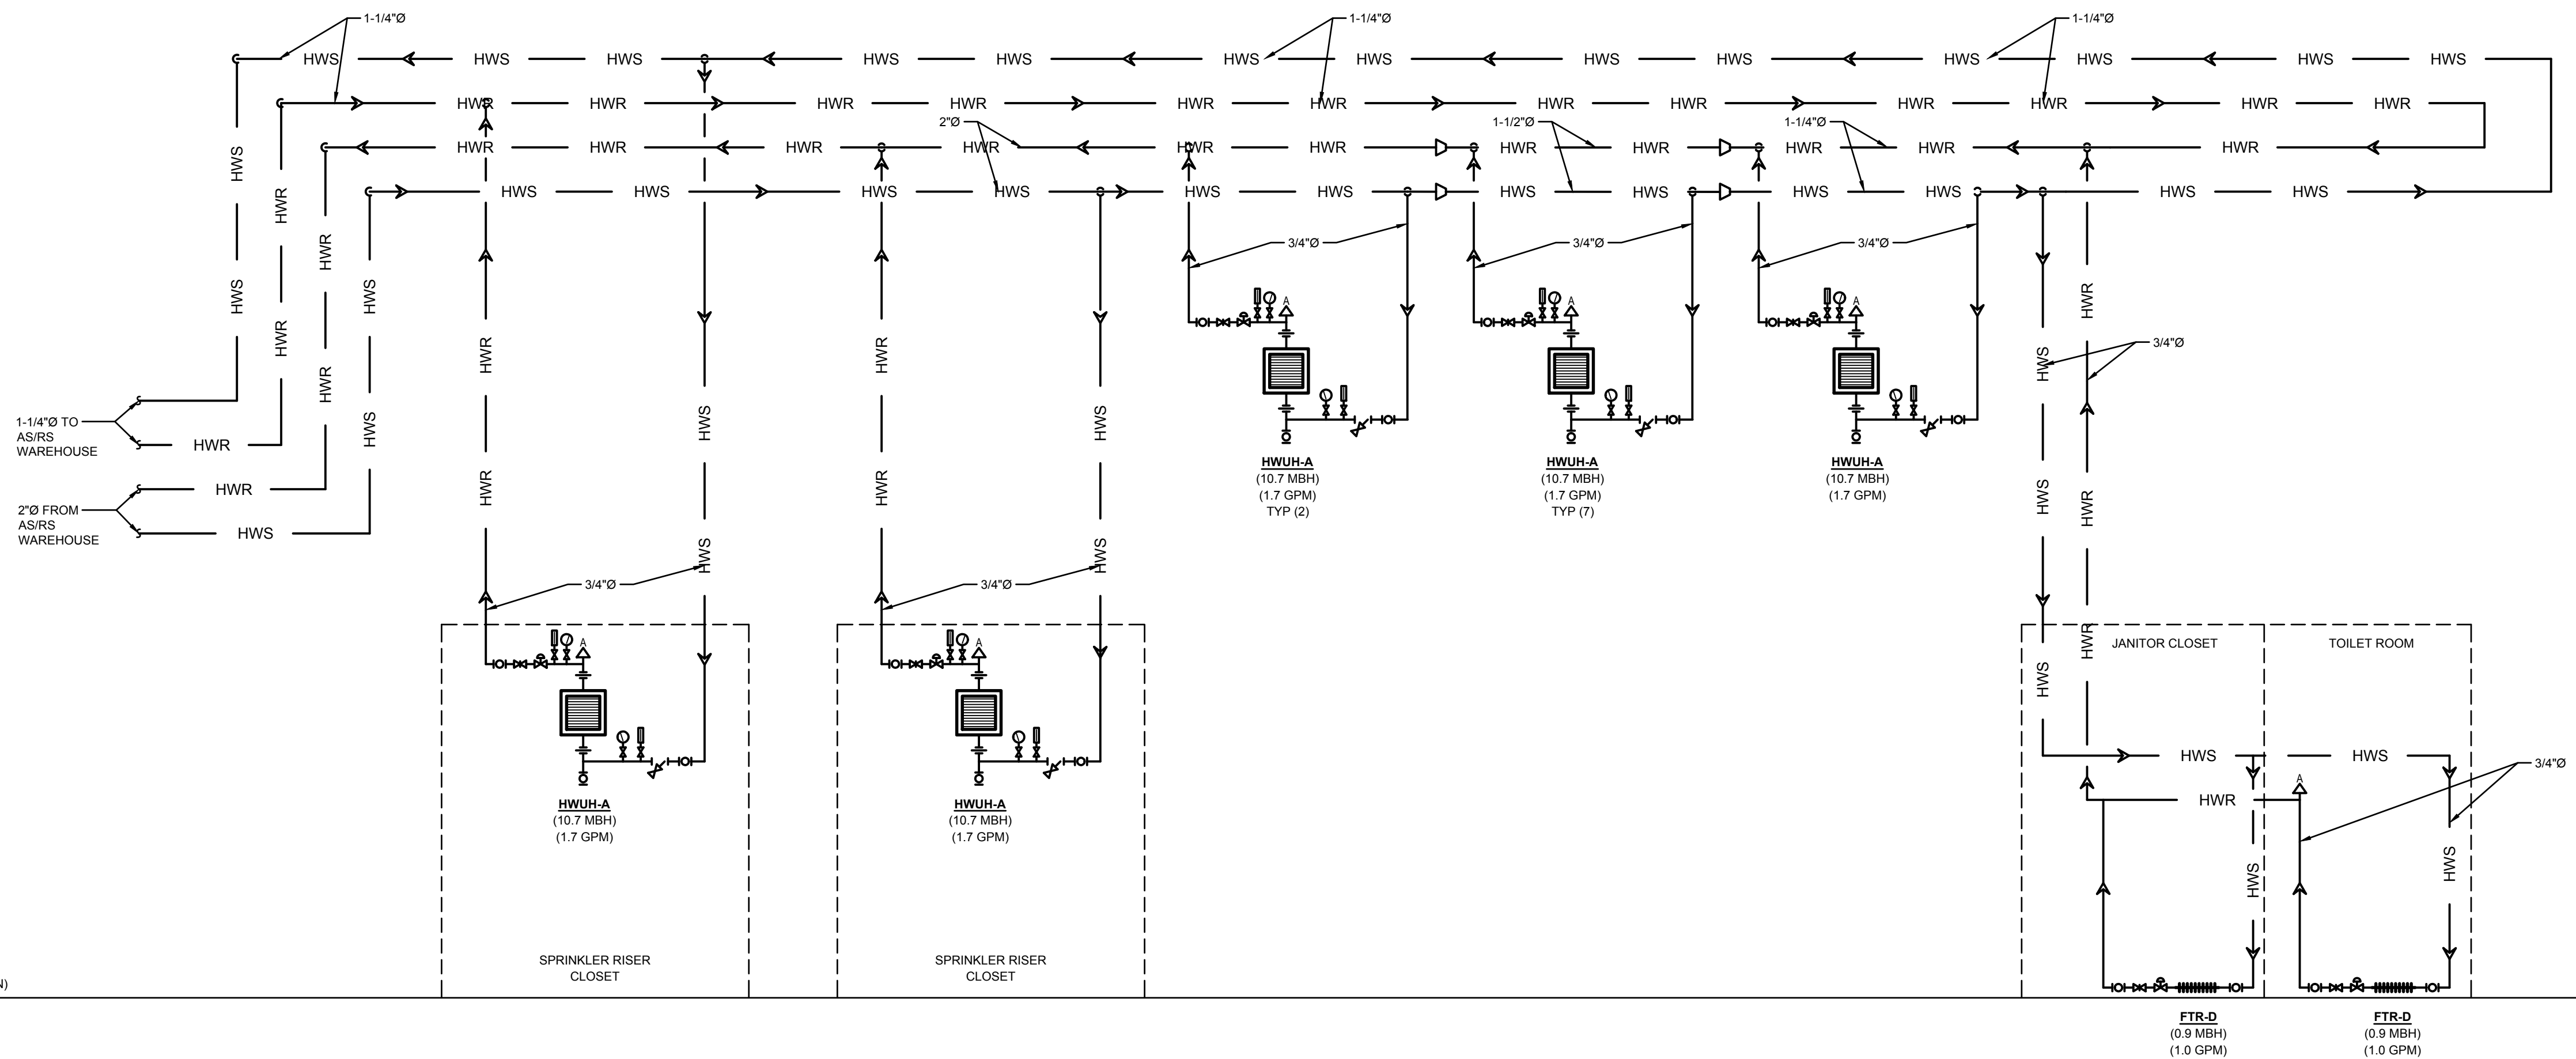 1-1/4"Ø
1-1/4"Ø
1-1/4"Ø
HWS HWS HWS HWS HWS HWS HWS HWS HWS HWS HWS HWS HWS
HWR HWR HWR HWR HWR HWR HWR HWR HWR HWR HWR HWR
2"Ø
1-1/2"Ø
1-1/4"Ø
HWR HWR HWR HWR HWR HWR HWR HWR HWR HWR HWR
HWS HWS HWS HWS HWS HWS HWS HWS HWS HWS HWS HWS
HWS
HWS
HWR
HWR
HWR
HWR
HWS
HWS
3/4"Ø
3/4"Ø
3/4"Ø
3/4"Ø
1-1/4"Ø TO
AS/RS
WAREHOUSE
HWR
2"Ø FROM
AS/RS
WAREHOUSE
HWR
HWS
HWR
HWR
HWS
HWS
HWR
HWR
HWS
HWS
A
HWUH-A
(10.7 MBH)
(1.7 GPM)
TYP (2)
A
HWUH-A
(10.7 MBH)
(1.7 GPM)
TYP (7)
A
HWUH-A
(10.7 MBH)
(1.7 GPM)
HWS
HWS
HWS
HWR
HWR
HWR
3/4"Ø
A
HWUH-A
(10.7 MBH)
(1.7 GPM)
SPRINKLER RISER
CLOSET
3/4"Ø
A
HWUH-A
(10.7 MBH)
(1.7 GPM)
SPRINKLER RISER
CLOSET
JANITOR CLOSET
TOILET ROOM
HWS HWS
HWR
A
3/4"Ø
HWS
HWS
FTR-D
(0.9 MBH)
(1.0 GPM)
FTR-D
(0.9 MBH)
(1.0 GPM)